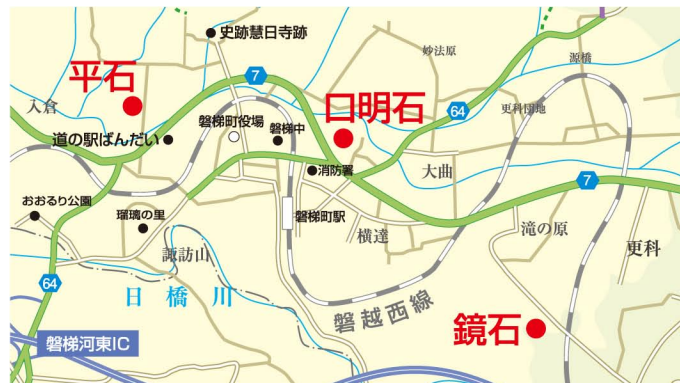 史跡慧日寺跡
妙法原
源橋
平石
7
入倉
口明石
64
更科団地
磐梯町役場
磐梯中
道の駅ばんだい
消防署
大曲
7
おおるり公園
瑠璃の里
磐梯町駅
横達
滝の原
諏訪山
更科
64
日橋川
磐越西線
鏡石
磐梯河東IC